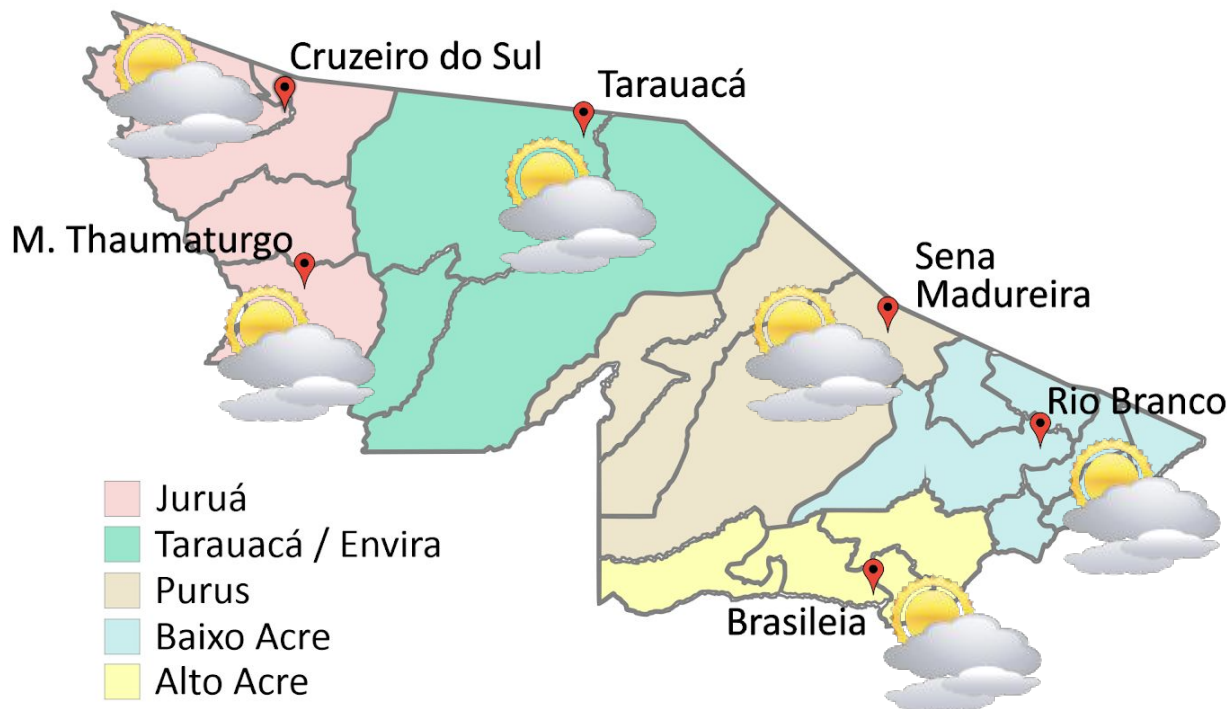 Cruzeiro do Sul
Tarauacá
M. Thaumaturgo
Sena
Madureira
Rio Branco
Brasileia
Juruá
Tarauacá / Envira
Purus
Baixo Acre
Alto Acre